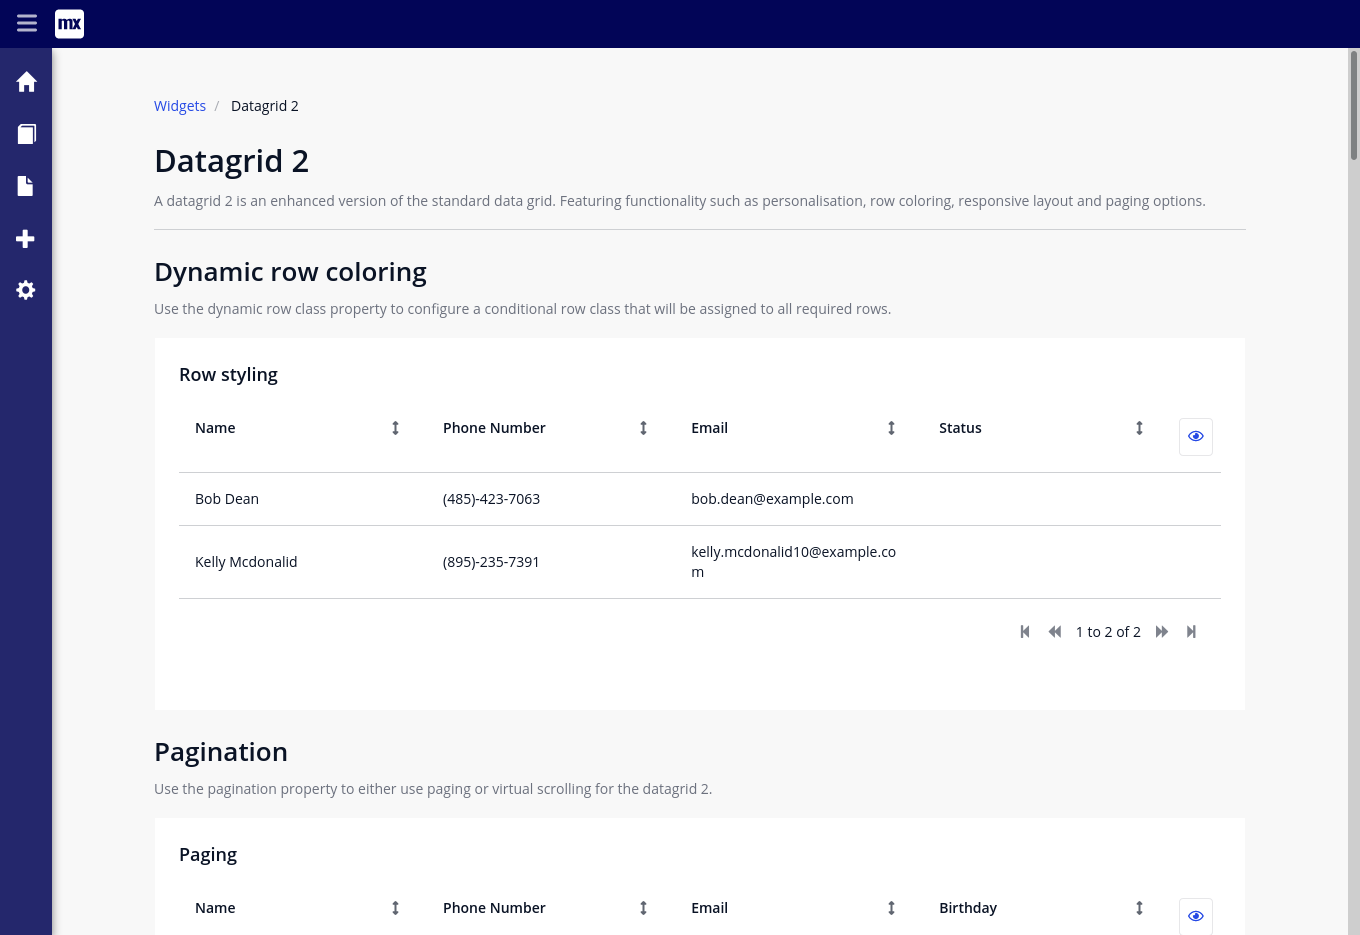 mx
Widgets / Datagrid 2
Datagrid 2
A datagrid 2 is an enhanced version of the standard data grid. Featuring functionality such as personalisation, row coloring, responsive layout and paging options.
Dynamic row coloring
Use the dynamic row class property to configure a conditional row class that will be assigned to all required rows.
Row styling
Name Phone Number Email Status
Bob Dean (485)-423-7063 bob.dean@example.com
Kelly Mcdonalid (895)-235-7391 kelly.mcdonalid10@example.co
m
1 to 2 of 2
Pagination
Use the pagination property to either use paging or virtual scrolling for the datagrid 2.
Paging
Name Phone Number Email Birthday